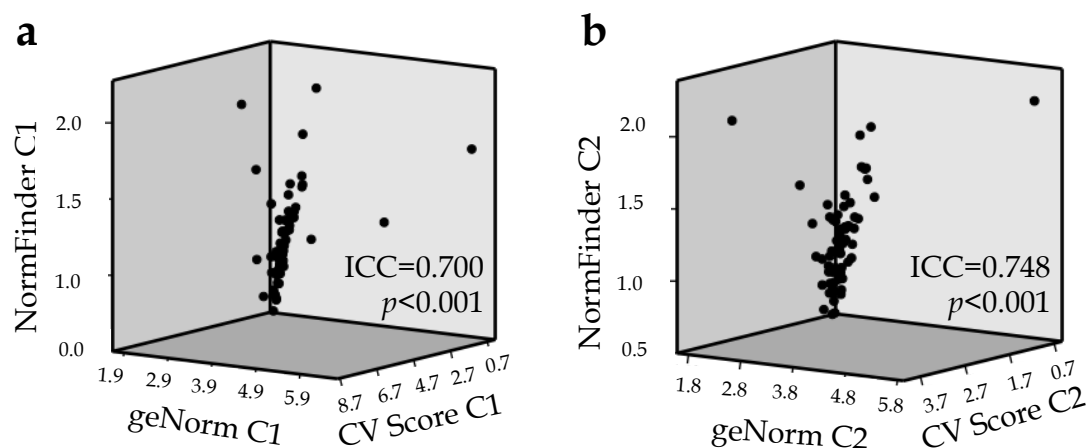 a
NormFinder C1
2.0
1.5
1.0
0.0
ICC=0.700
p<0.001
1.9 2.9 3.9 4.9 5.9
geNorm C1
8.7 6.7 4.7 2.7 0.7
CV Score C1
b
NormFinder C2
2.0
1.5
1.0
0.5
ICC=0.748
p<0.001
1.8 2.8 3.8 4.8 5.8
geNorm C2
3.7 2.7 1.7 0.7
CV Score C2